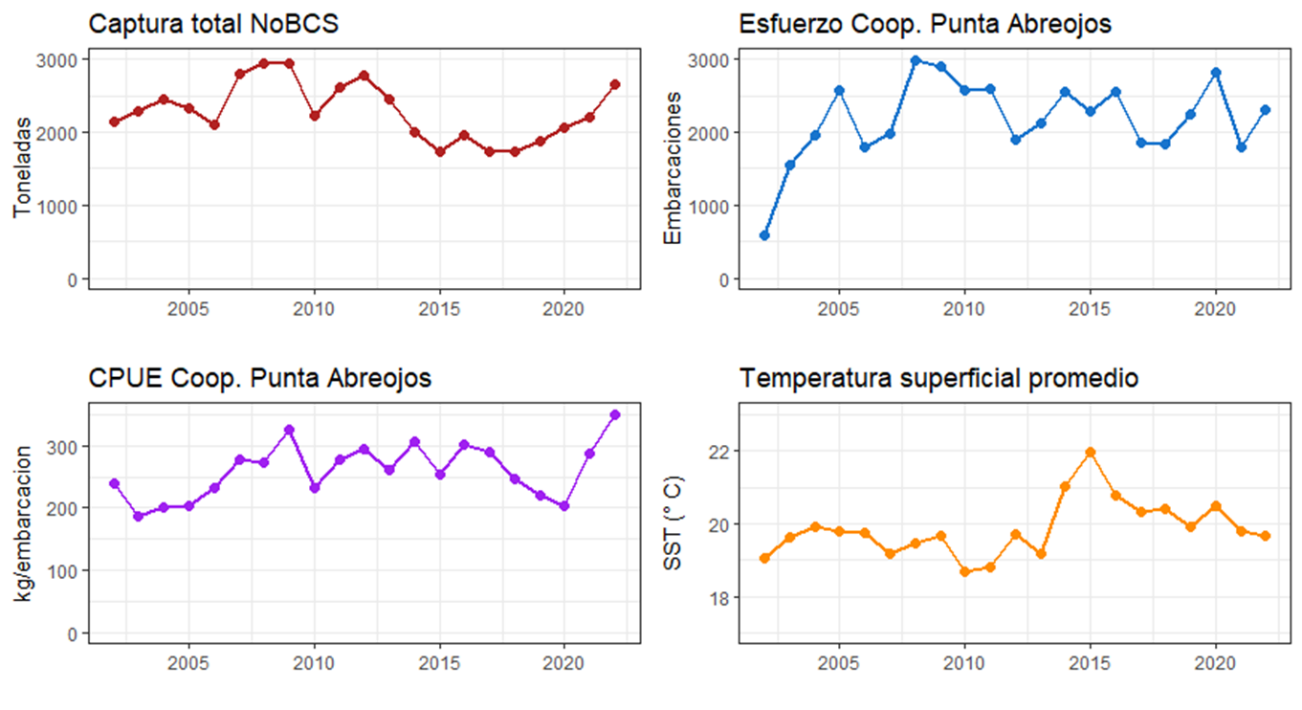 Captura total NoBCS
Toneladas
3000
2000
1000
0
2005 2010 2015 2020
Esfuerzo Coop. Punta Abreojos
Embarcaciones
3000
2000
1000
0
2005 2010 2015 2020
CPUE Coop. Punta Abreojos
kg/embarcacion
300
200
100
0
2005 2010 2015 2020
Temperatura superficial promedio
SST (° C)
22
20
18
2005 2010 2015 2020